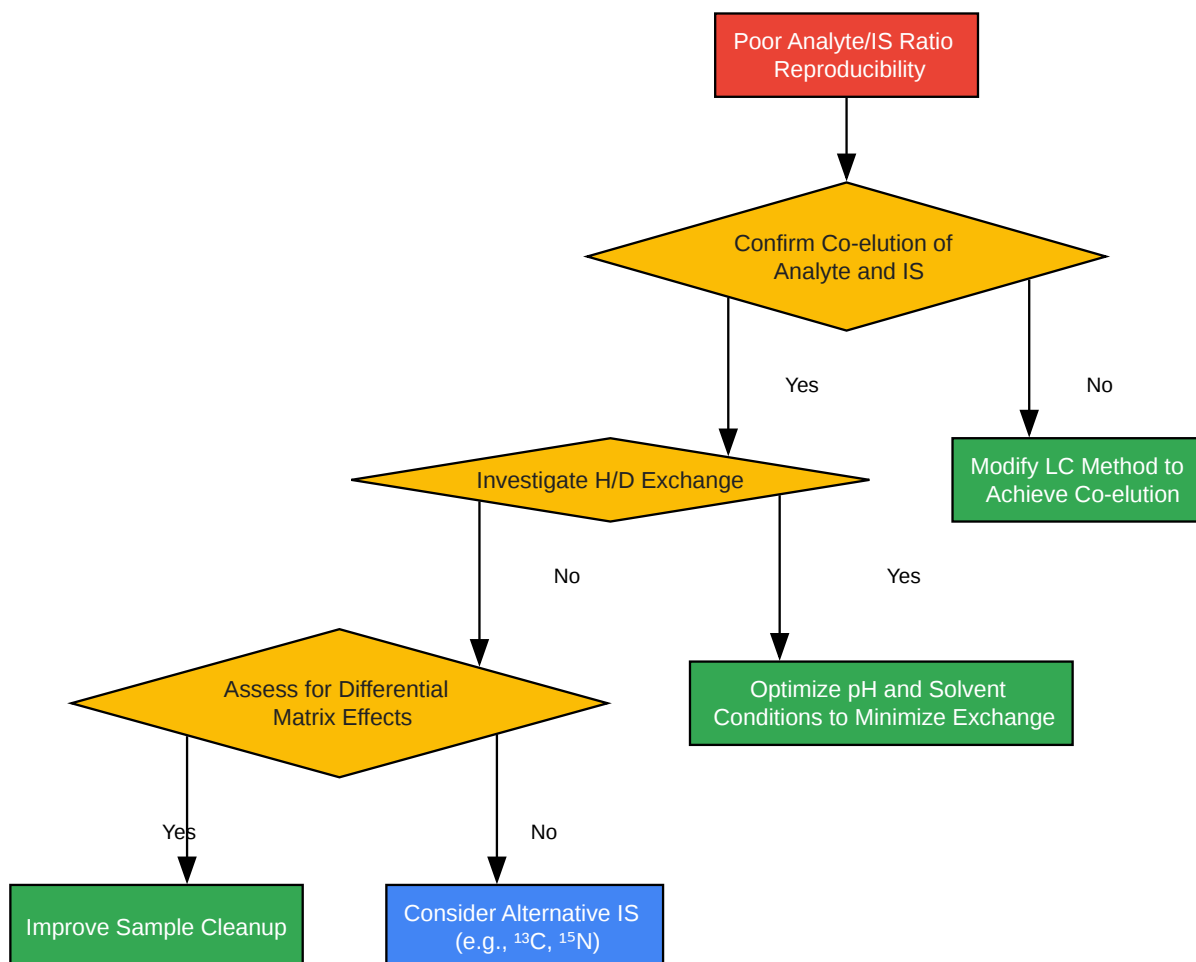 Poor Analyte/IS Ratio
Reproducibility
Confirm Co-elution of
Analyte and IS
Yes
No
Investigate H/D Exchange
Modify LC Method to
Achieve Co-elution
No
Yes
Assess for Differential
Matrix Effects
Optimize pH and Solvent
Conditions to Minimize Exchange
Yes
No
Improve Sample Cleanup
Consider Alternative IS
(e.g., ¹³C, ¹⁵N)